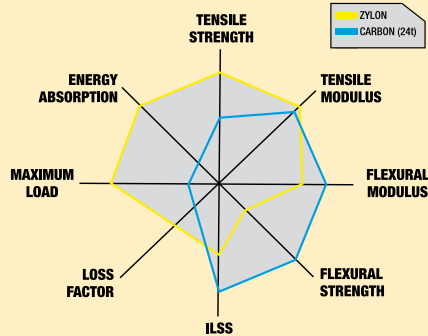 TENSILE
STRENGTH
ZYLON
CARBON (24t)
ENERGY
ABSORPTION
TENSILE
MODULUS
MAXIMUM
LOAD
FLEXURAL
MODULUS
LOSS
FACTOR
FLEXURAL
STRENGTH
ILSS